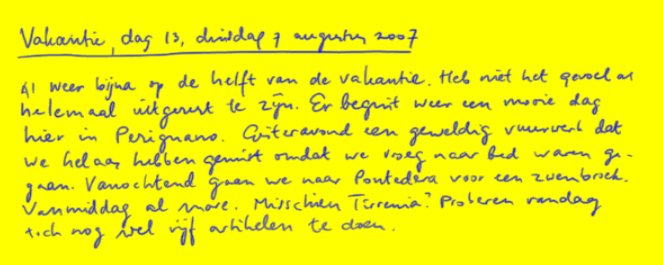 Vakantie, dag 13, dinsdag 7 augustus 2007
Al weer bijna op de helft van de vakantie. Heb niet het gevoel al
helemaal uitgerust te zijn. Er begint weer een mooie dag
hier in Perignano. Gisteravond een geweldig vuurwerk dat
we helaas hebben gemist omdat we vroeg naar bed waren ge-
gaan. Vanochtend gaan we naar Pontedera voor een zwembroek.
Vanmiddag al mare. Misschien Tirrenia? Proberen vandaag
toch nog wel vijf artikelen te doen.